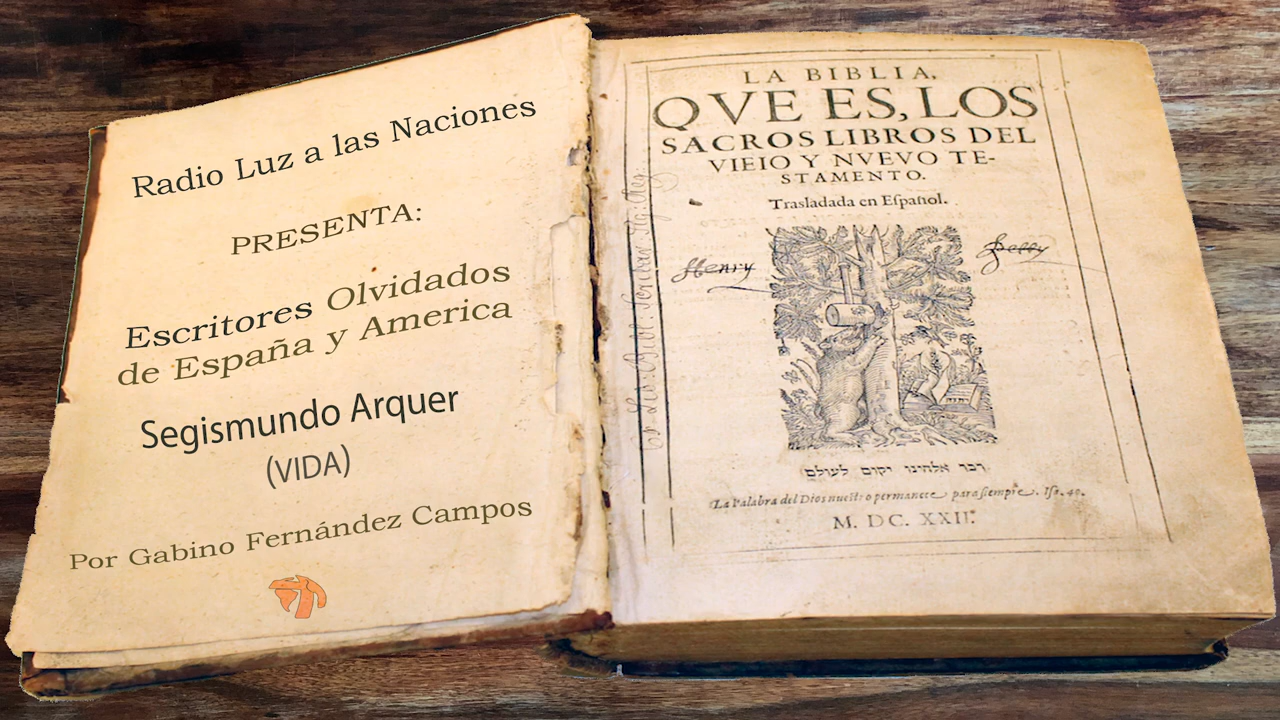 Radio Luz a las Naciones
PRESENTA:
Escritores Olvidados
de España y America
Segismundo Arquer
(VIDA)
Por Gabino Fernández Campos
LA BIBLIA,
QVE ES, LOS
SACROS LIBROS DEL
VIEIO Y NVEVO TE-
STAMENTO.
Trasladada en Español.
Henry
דבר אלהינו יקום לעולם
La Palabra del Dios nuestro permanece para siempre. Isa. 40.
M. DC. XXII.